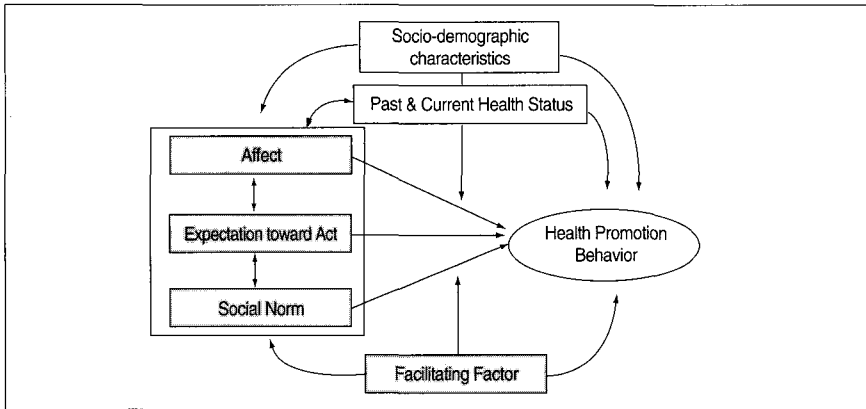 Socio-demographic
characteristics
Past & Current Health Status
Affect
Expectation toward Act
Health Promotion
Behavior
Social Norm
Facilitating Factor